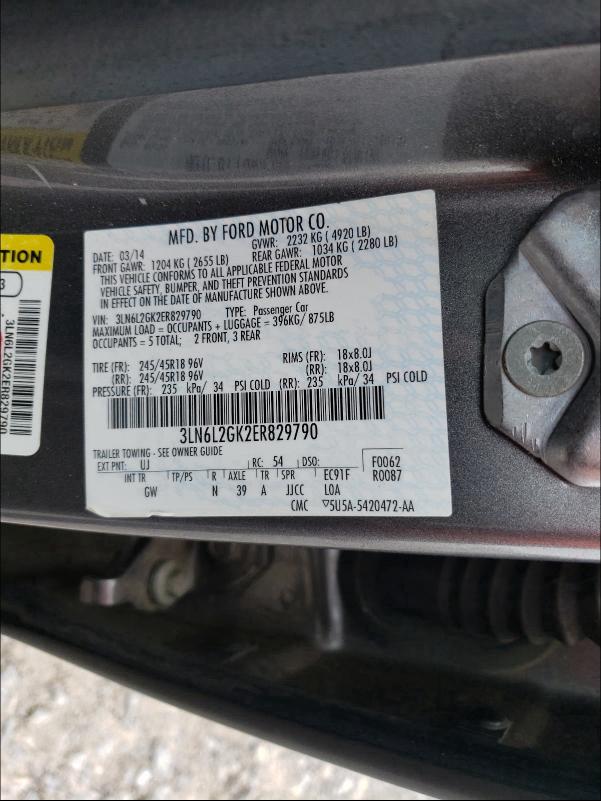 MFD. BY FORD MOTOR CO.
DATE: 03/14 GVWR: 2232 KG ( 4920 LB)
FRONT GAWR: 1204 KG ( 2655 LB) REAR GAWR: 1034 KG ( 2280 LB)
THIS VEHICLE CONFORMS TO ALL APPLICABLE FEDERAL MOTOR
VEHICLE SAFETY, BUMPER, AND THEFT PREVENTION STANDARDS
IN EFFECT ON THE DATE OF MANUFACTURE SHOWN ABOVE.
VIN: 3LN6L2GK2ER829790 TYPE: Passenger Car
MAXIMUM LOAD = OCCUPANTS + LUGGAGE = 396KG/ 875LB
OCCUPANTS = 5 TOTAL; 2 FRONT, 3 REAR
TIRE (FR): 245/45R18 96V RIMS (FR): 18x8.0J
(RR): 245/45R18 96V (RR): 18x8.0J
PRESSURE (FR): 235 kPa/ 34 PSI COLD (RR): 235 kPa/ 34 PSI COLD
3LN6L2GK2ER829790
TRAILER TOWING - SEE OWNER GUIDE
EXT PNT: UJ RC: 54 DSO: F0062
INT TR TP/PS R AXLE TR SPR EC91F R0087
GW N 39 A JJCC LOA
CMC ▽5U5A-5420472-AA
TION
3
3LN6L2GK2ER829790